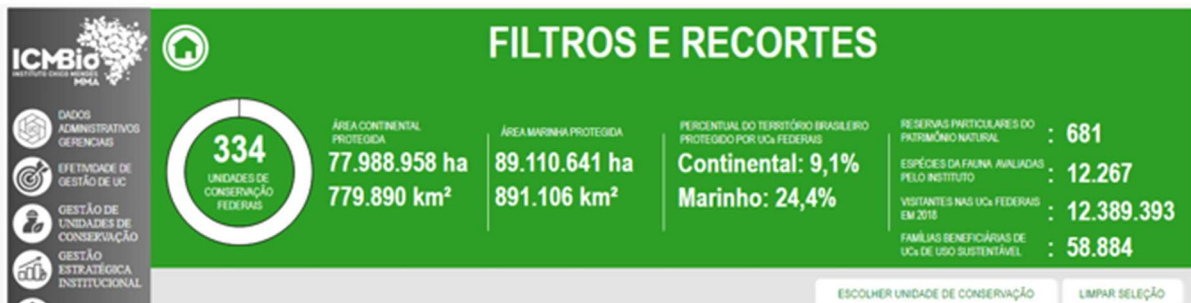 ICMBio
INSTITUTO CHICO MENDES
MMA
DADOS
ADMINISTRATIVOS
GERENCIAIS
EFETIVIDADE DE
GESTÃO DE UC
GESTÃO DE
UNIDADES DE
CONSERVAÇÃO
GESTÃO
ESTRATÉGICA
INSTITUCIONAL
FILTROS E RECORTES
334
UNIDADES DE
CONSERVAÇÃO
FEDERAIS
ÁREA CONTINENTAL
PROTEGIDA
77.988.958 ha
779.890 km²
ÁREA MARINHA PROTEGIDA
89.110.641 ha
891.106 km²
PERCENTUAL DO TERRITÓRIO BRASILEIRO
PROTEGIDO POR UCs FEDERAIS
Continental: 9,1%
Marinho: 24,4%
RESERVAS PARTICULARES DO
PATRIMÔNIO NATURAL : 681
ESPÉCIES DA FAUNA AVALIADAS
PELO INSTITUTO : 12.267
VISITANTES NAS UCs FEDERAIS
EM 2018 : 12.389.393
FAMÍLIAS BENEFICIÁRIAS DE
UCs DE USO SUSTENTÁVEL : 58.884
ESCOLHER UNIDADE DE CONSERVAÇÃO
LIMPAR SELEÇÃO